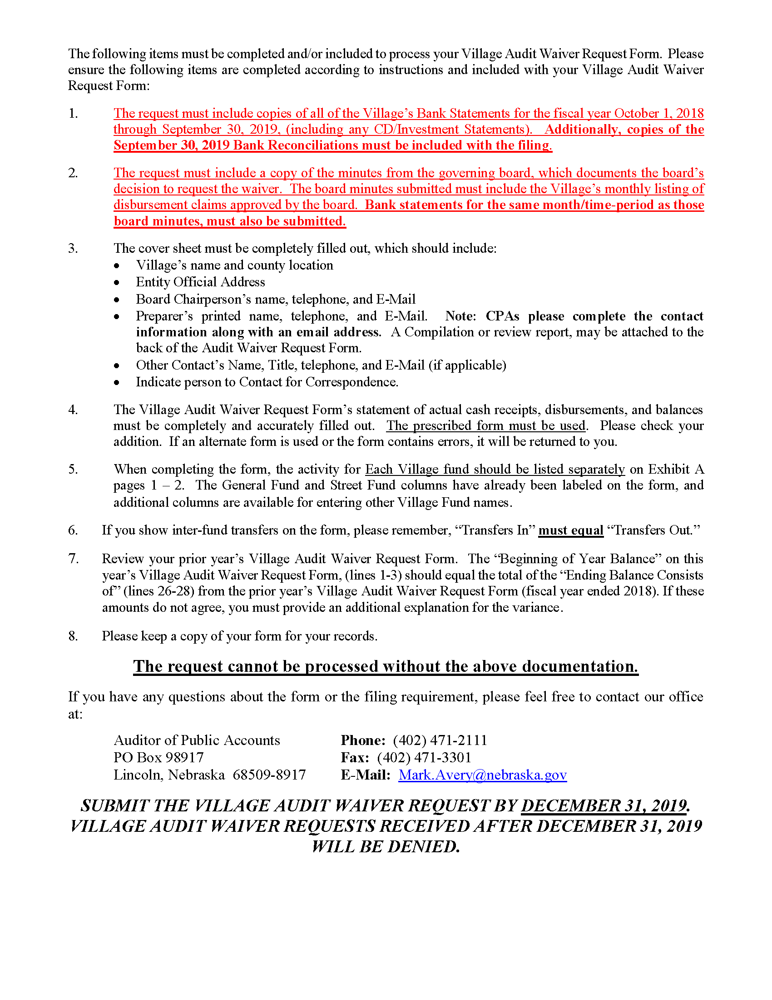 The following items must be completed and/or included to process your Village Audit Waiver Request Form. Please
ensure the following items are completed according to instructions and included with your Village Audit Waiver
Request Form:
1. The request must include copies of all of the Village’s Bank Statements for the fiscal year October 1, 2018
through September 30, 2019, (including any CD/Investment Statements). Additionally, copies of the
September 30, 2019 Bank Reconciliations must be included with the filing.
2. The request must include a copy of the minutes from the governing board, which documents the board’s
decision to request the waiver. The board minutes submitted must include the Village’s monthly listing of
disbursement claims approved by the board. Bank statements for the same month/time-period as those
board minutes, must also be submitted.
3. The cover sheet must be completely filled out, which should include:
• Village’s name and county location
• Entity Official Address
• Board Chairperson’s name, telephone, and E-Mail
• Preparer’s printed name, telephone, and E-Mail. Note: CPAs please complete the contact
information along with an email address. A Compilation or review report, may be attached to the
back of the Audit Waiver Request Form.
• Other Contact’s Name, Title, telephone, and E-Mail (if applicable)
• Indicate person to Contact for Correspondence.
4. The Village Audit Waiver Request Form’s statement of actual cash receipts, disbursements, and balances
must be completely and accurately filled out. The prescribed form must be used. Please check your
addition. If an alternate form is used or the form contains errors, it will be returned to you.
5. When completing the form, the activity for Each Village fund should be listed separately on Exhibit A
pages 1 – 2. The General Fund and Street Fund columns have already been labeled on the form, and
additional columns are available for entering other Village Fund names.
6. If you show inter-fund transfers on the form, please remember, “Transfers In” must equal “Transfers Out.”
7. Review your prior year’s Village Audit Waiver Request Form. The “Beginning of Year Balance” on this
year’s Village Audit Waiver Request Form, (lines 1-3) should equal the total of the “Ending Balance Consists
of” (lines 26-28) from the prior year’s Village Audit Waiver Request Form (fiscal year ended 2018). If these
amounts do not agree, you must provide an additional explanation for the variance.
8. Please keep a copy of your form for your records.
The request cannot be processed without the above documentation.
If you have any questions about the form or the filing requirement, please feel free to contact our office
at:
Auditor of Public Accounts Phone: (402) 471-2111
PO Box 98917 Fax: (402) 471-3301
Lincoln, Nebraska 68509-8917 E-Mail: Mark.Avery@nebraska.gov
SUBMIT THE VILLAGE AUDIT WAIVER REQUEST BY DECEMBER 31, 2019.
VILLAGE AUDIT WAIVER REQUESTS RECEIVED AFTER DECEMBER 31, 2019
WILL BE DENIED.